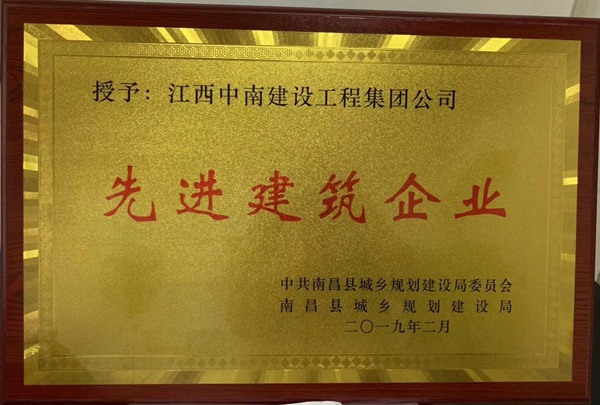 授予：江西中南建设工程集团公司
先进建筑企业
中共南昌县城乡规划建设局委员会
南昌县城乡规划建设局
二〇一九年二月